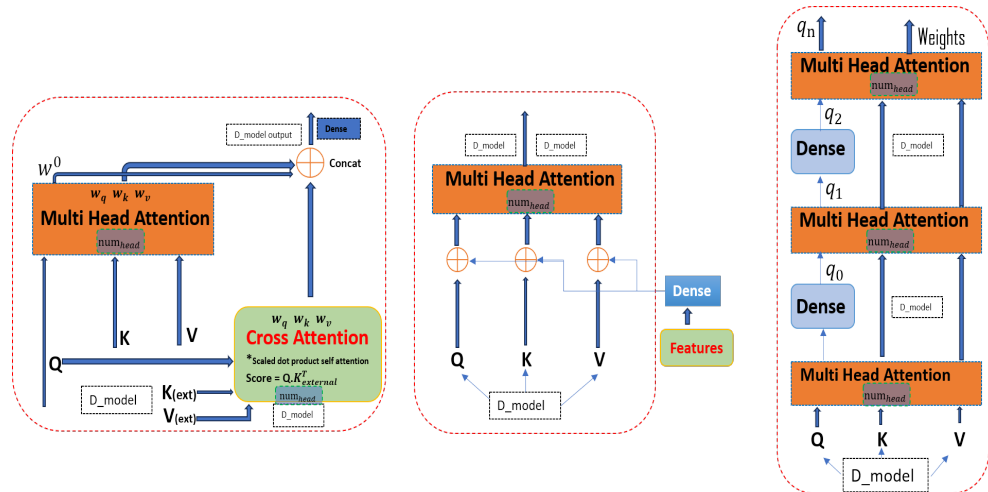 D_model output
Dense
Concat
W⁰
w_q w_k w_v
Multi Head Attention
num_head
K
V
Q
w_q w_k w_v
Cross Attention
*Scaled dot product self attention
Score = Q.K^T_external
num_head
D_model
K(ext)
V(ext)
D_model
D_model
D_model
Multi Head Attention
num_head
Dense
Features
Q
K
V
D_model
q_n
Weights
Multi Head Attention
num_head
q_2
Dense
D_model
q_1
Multi Head Attention
num_head
q_0
Dense
D_model
Multi Head Attention
num_head
Q
K
V
D_model